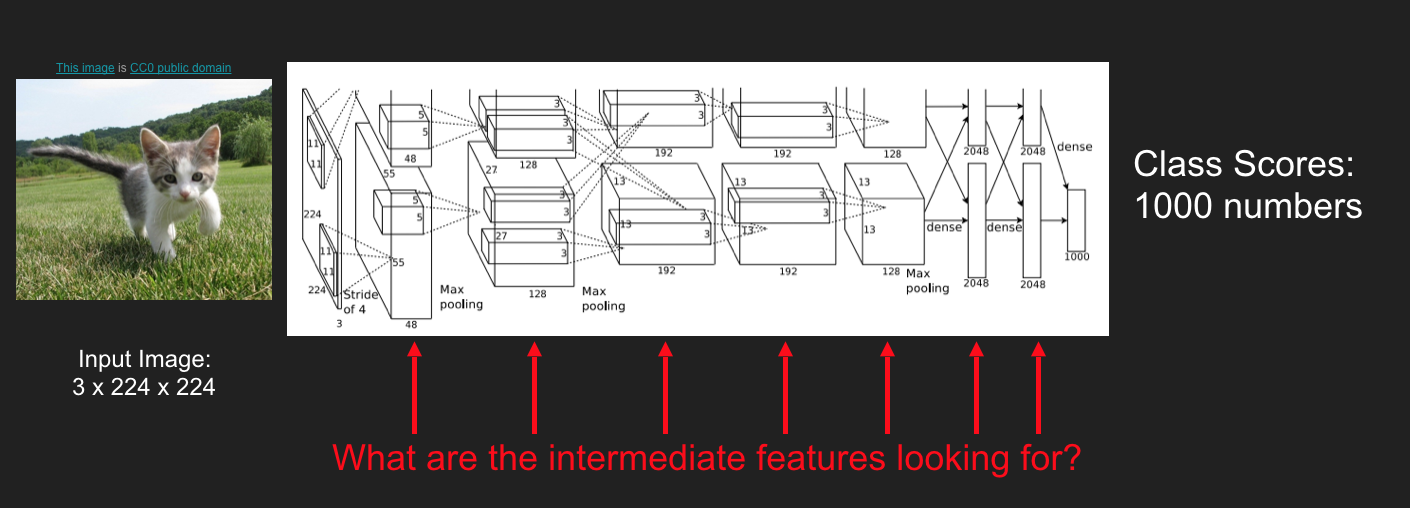 This image is CC0 public domain
Input Image:
3 x 224 x 224
11
11
224
11
11
224
3
Stride
of 4
5
5
48
55
5
5
55
48
Max
pooling
3
3
128
27
3
3
27
3
3
128
Max
pooling
3
3
192
13
13
3
3
192
3
3
192
13
3
3
13
192
128
13
13
128
Max
pooling
2048
2048
dense
dense
dense
2048
2048
1000
Class Scores:
1000 numbers
What are the intermediate features looking for?